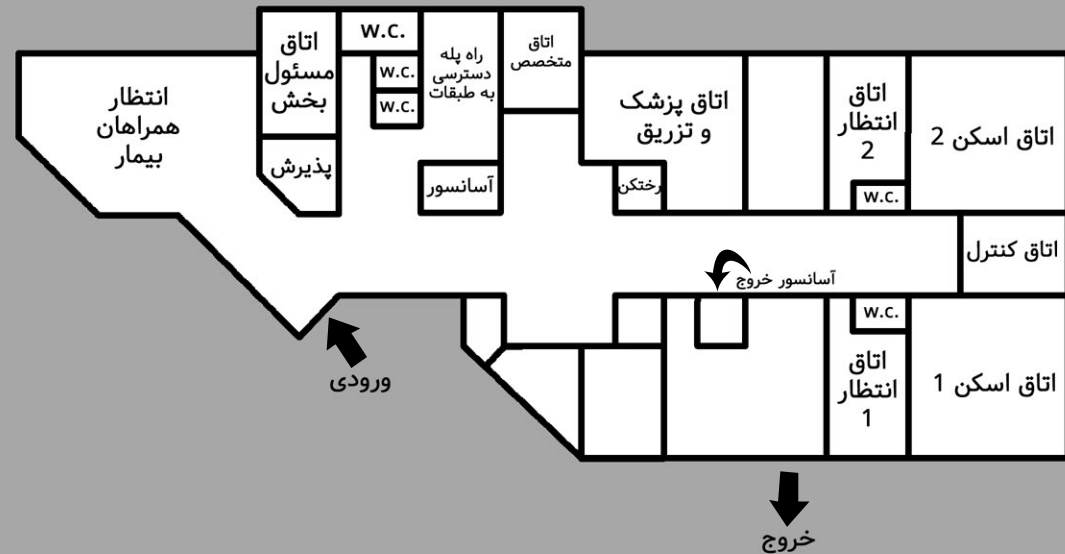 اتاق
مسئول
بخش
w.c.
راه پله
دسترسی
به طبقات
اتاق
متخصص
w.c.
w.c.
انتظار
همراهان
بیمار
پذیرش
آسانسور
اتاق پزشک
و تزریق
رختکن
اتاق
انتظار
2
w.c.
اتاق اسکن 2
اتاق کنترل
آسانسور خروج
w.c.
اتاق
انتظار
1
اتاق اسکن 1
ورودی
خروج